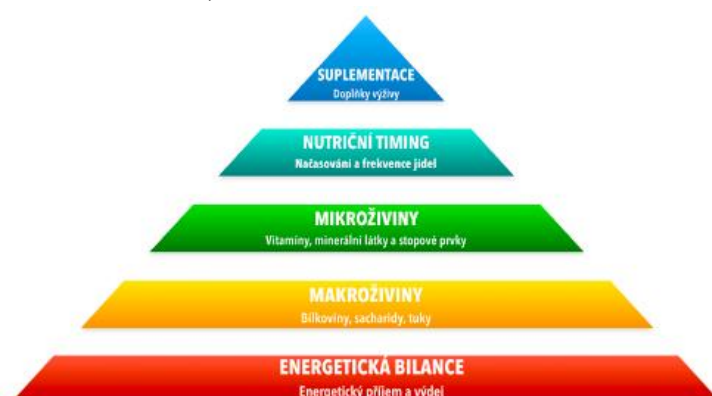 SUPLEMENTACE
Doplňky výživy
NUTRIČNÍ TIMING
Načasování a frekvence jídel
MIKROŽIVINY
Vitamíny, minerální látky a stopové prvky
MAKROŽIVINY
Bílkoviny, sacharidy, tuky
ENERGETICKÁ BILANCE
Energetický příjem a výdej